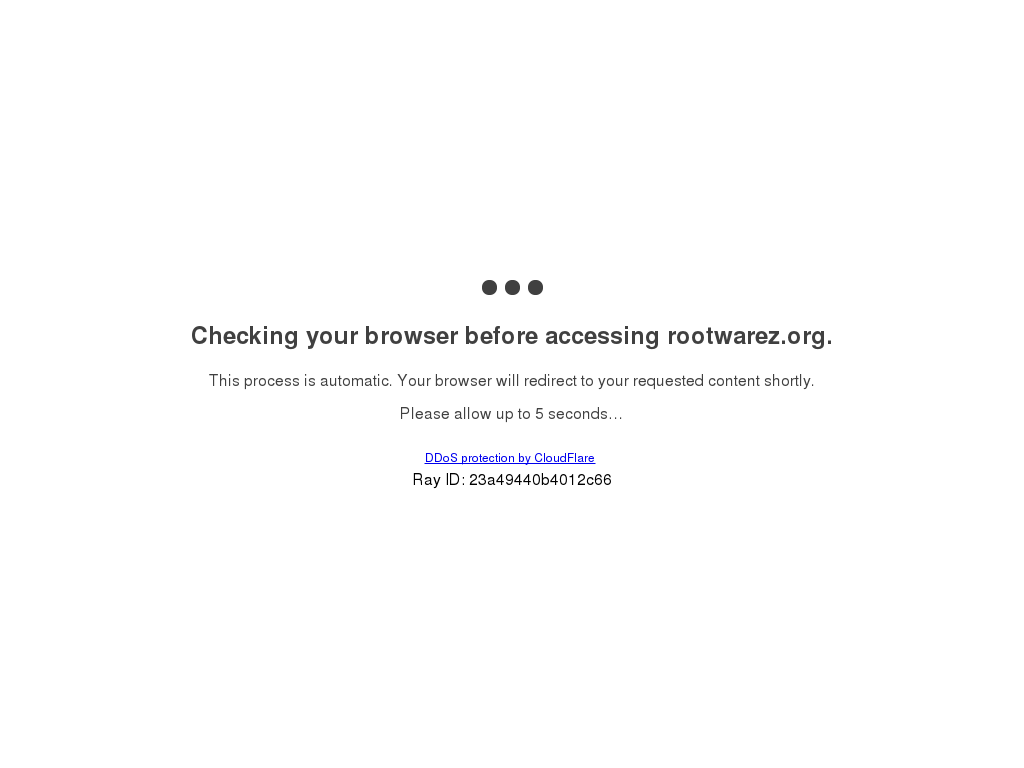 Checking your browser before accessing rootwarez.org.
This process is automatic. Your browser will redirect to your requested content shortly.
Please allow up to 5 seconds...
DDoS protection by CloudFlare
Ray ID: 23a49440b4012c66